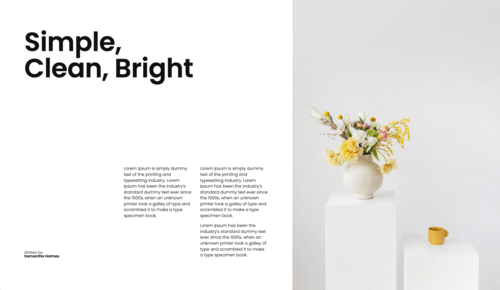 Simple,
Clean, Bright
Lorem Ipsum is simply dummy
text of the printing and
typesetting industry. Lorem
Ipsum has been the industry's
standard dummy text ever since
the 1500s, when an unknown
printer took a galley of type and
scrambled it to make a type
specimen book.
Lorem Ipsum is simply dummy
text of the printing and
typesetting industry. Lorem
Ipsum has been the industry's
standard dummy text ever since
the 1500s, when an unknown
printer took a galley of type and
scrambled it to make a type
specimen book.
Lorem Ipsum has been the
industry's standard dummy text
ever since the 1500s, when an
unknown printer took a galley of
type and scrambled it to make a
type specimen book.
Written by
Samantha Holmes